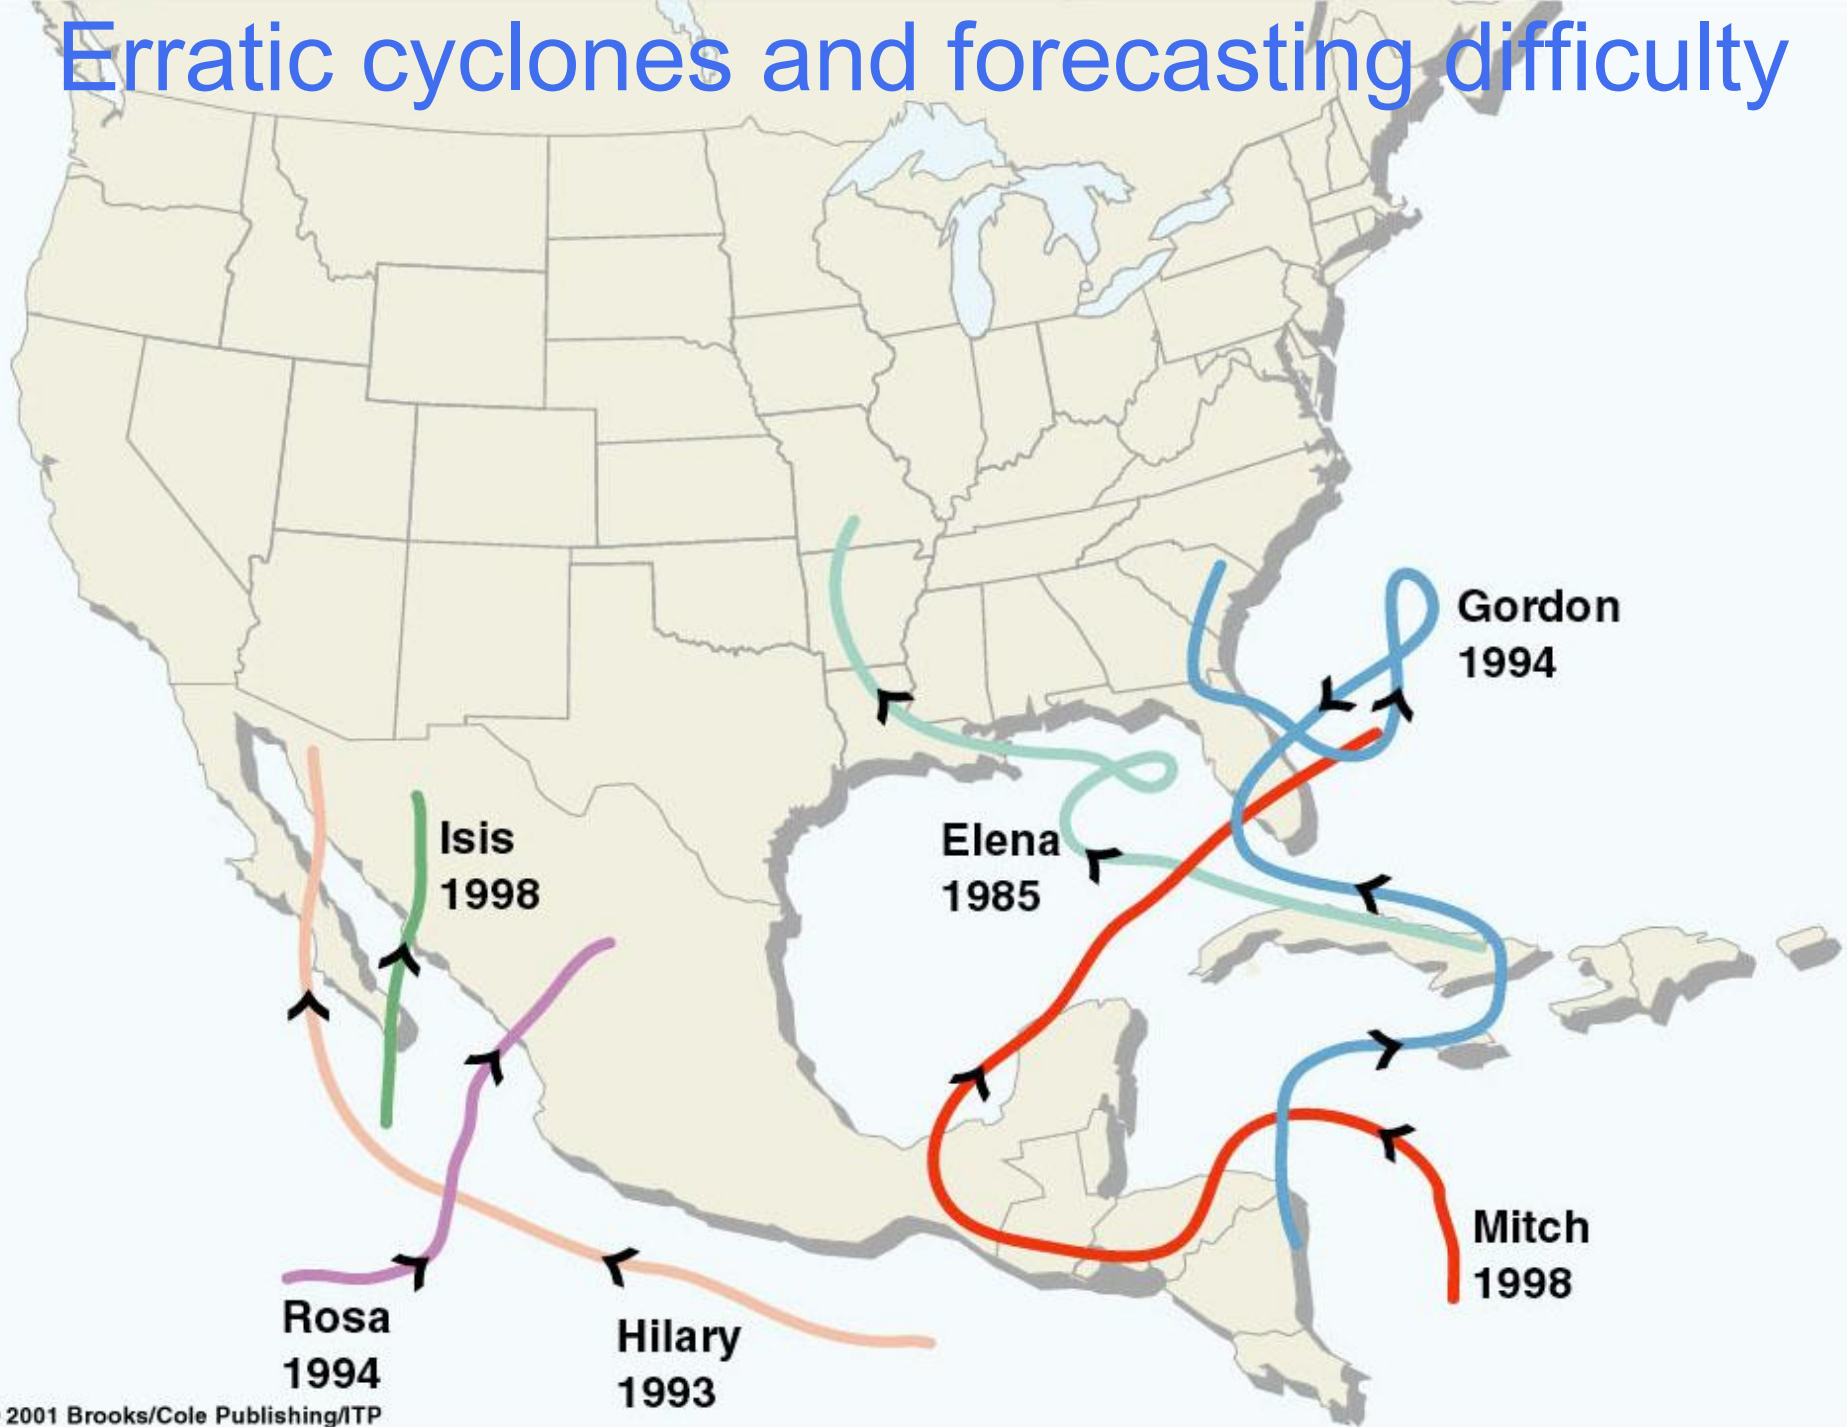 Erratic cyclones and forecasting difficulty
Gordon
1994
Isis
1998
Elena
1985
Mitch
1998
Rosa
1994
Hilary
1993
2001 Brooks/Cole Publishing/ITP